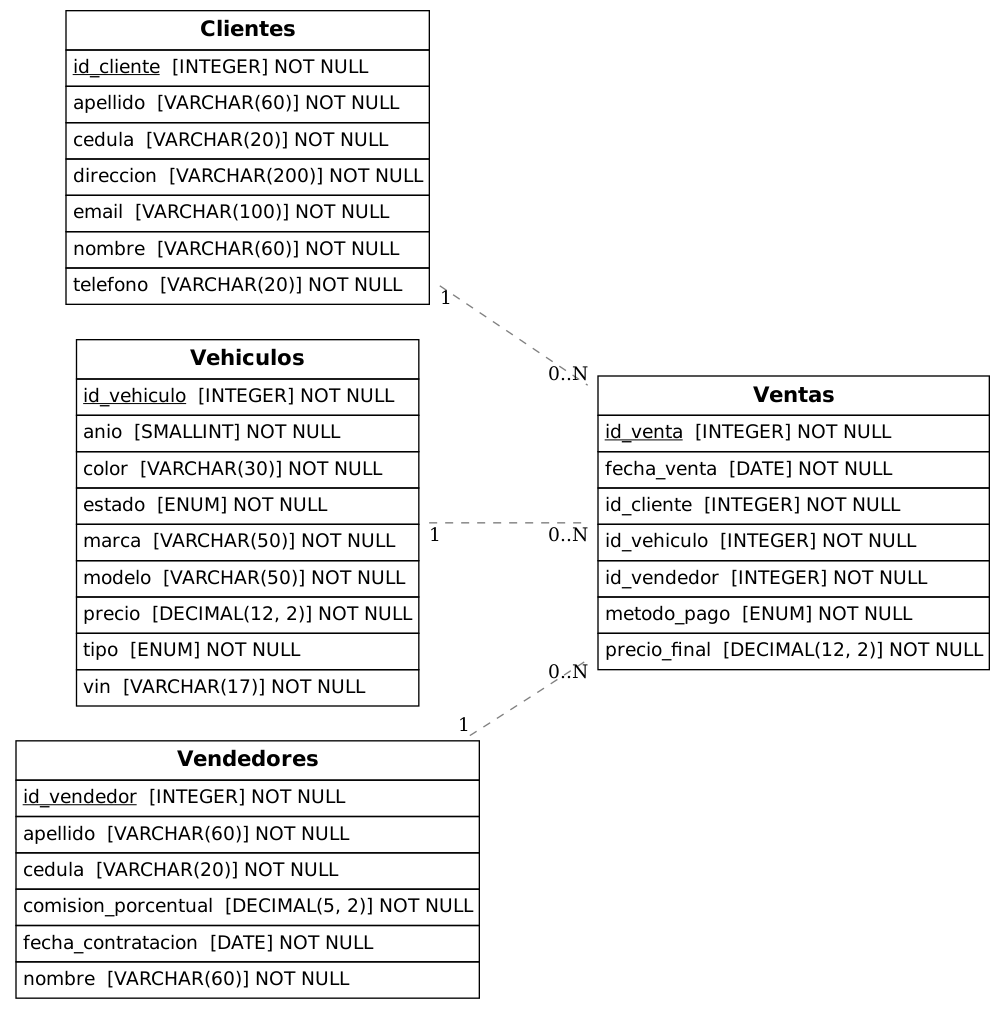 Clientes
id_cliente [INTEGER] NOT NULL
apellido [VARCHAR(60)] NOT NULL
cedula [VARCHAR(20)] NOT NULL
direccion [VARCHAR(200)] NOT NULL
email [VARCHAR(100)] NOT NULL
nombre [VARCHAR(60)] NOT NULL
telefono [VARCHAR(20)] NOT NULL
1
0..N
Vehiculos
id_vehiculo [INTEGER] NOT NULL
anio [SMALLINT] NOT NULL
color [VARCHAR(30)] NOT NULL
estado [ENUM] NOT NULL
marca [VARCHAR(50)] NOT NULL
modelo [VARCHAR(50)] NOT NULL
precio [DECIMAL(12, 2)] NOT NULL
tipo [ENUM] NOT NULL
vin [VARCHAR(17)] NOT NULL
1
0..N
Ventas
id_venta [INTEGER] NOT NULL
fecha_venta [DATE] NOT NULL
id_cliente [INTEGER] NOT NULL
id_vehiculo [INTEGER] NOT NULL
id_vendedor [INTEGER] NOT NULL
metodo_pago [ENUM] NOT NULL
precio_final [DECIMAL(12, 2)] NOT NULL
0..N
1
Vendedores
id_vendedor [INTEGER] NOT NULL
apellido [VARCHAR(60)] NOT NULL
cedula [VARCHAR(20)] NOT NULL
comision_porcentual [DECIMAL(5, 2)] NOT NULL
fecha_contratacion [DATE] NOT NULL
nombre [VARCHAR(60)] NOT NULL